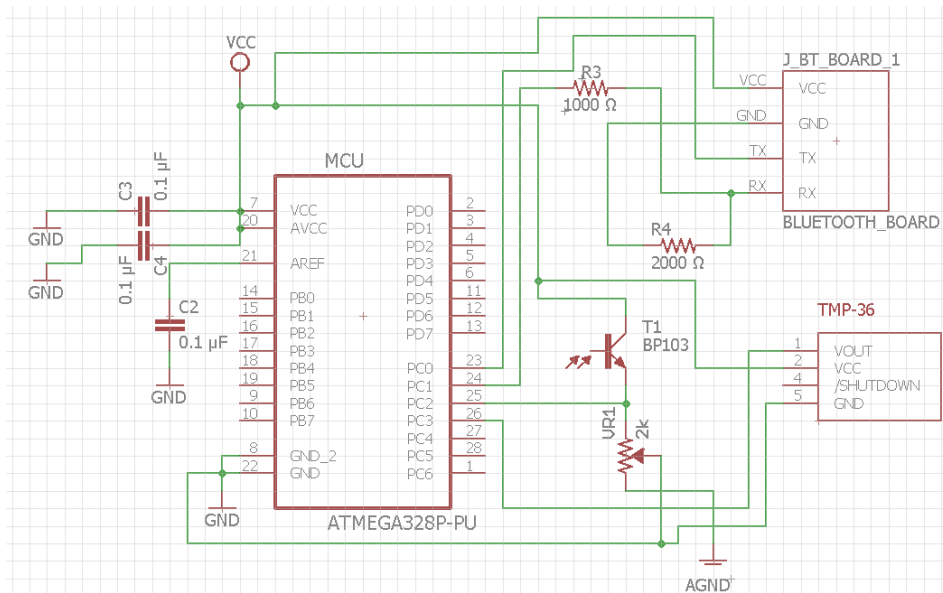 VCC
J_BT_BOARD_1
R3
1000 Ω
VCC
GND
TX
RX
VCC
GND
TX
RX
BLUETOOTH_BOARD
R4
2000 Ω
MCU
C3
0.1 µF
GND
C4
0.1 µF
GND
C2
0.1 µF
GND
7
20
21
14
15
16
17
18
19
9
10
8
22
VCC
AVCC
AREF
PB0
PB1
PB2
PB3
PB4
PB5
PB6
PB7
GND_2
GND
PD0
PD1
PD2
PD3
PD4
PD5
PD6
PD7
PC0
PC1
PC2
PC3
PC4
PC5
PC6
2
3
4
5
6
11
12
13
23
24
25
26
27
28
1
GND
ATMEGA328P-PU
T1
BP103
VR1
2k
TMP-36
1
2
4
5
VOUT
VCC
/SHUTDOWN
GND
AGND